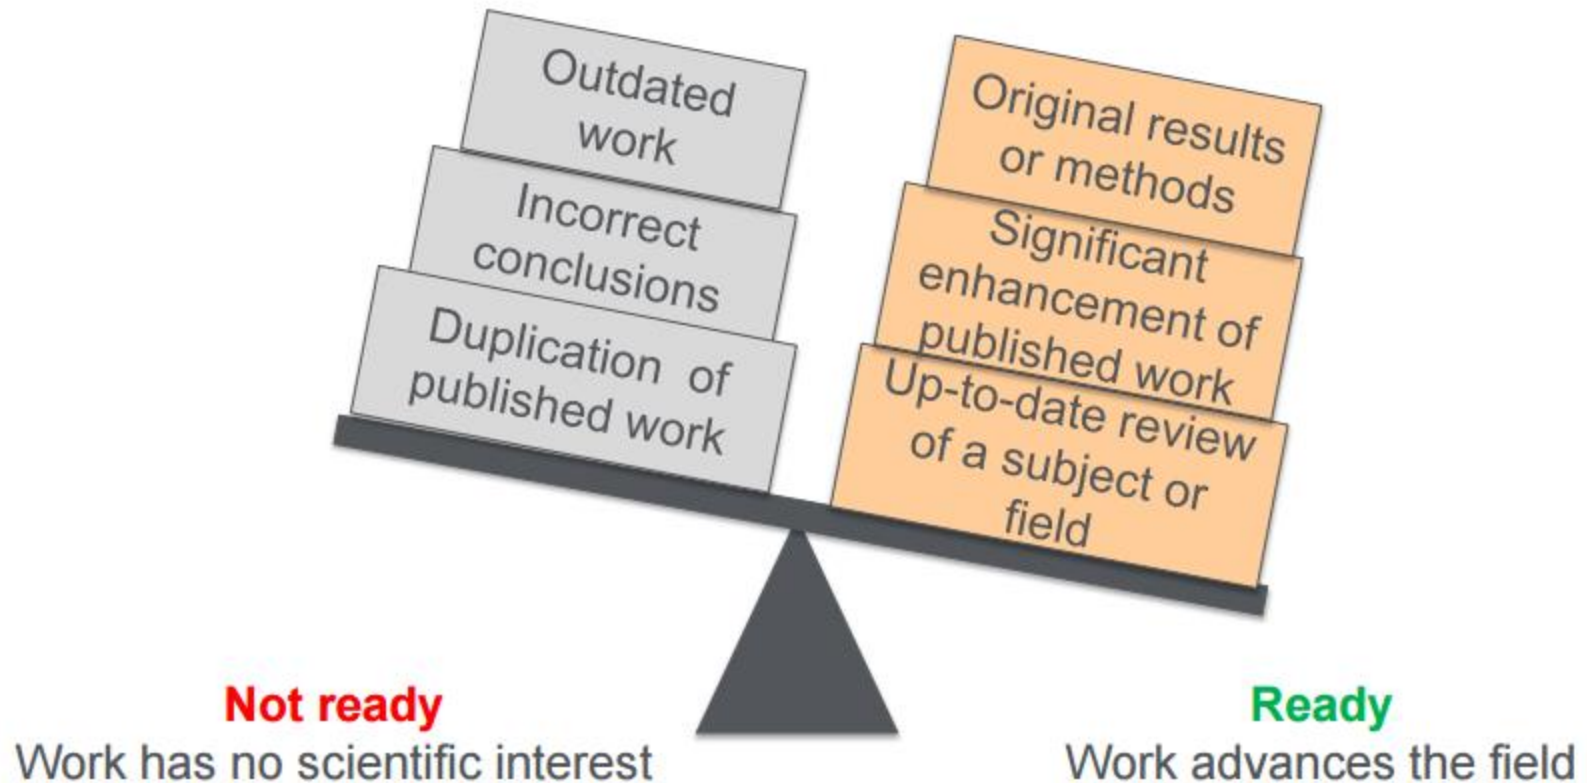 Outdated
work
Incorrect
conclusions
Duplication of
published work
Original results
or methods
Significant
enhancement of
published work
Up-to-date review
of a subject or
field
Not ready
Work has no scientific interest
Ready
Work advances the field